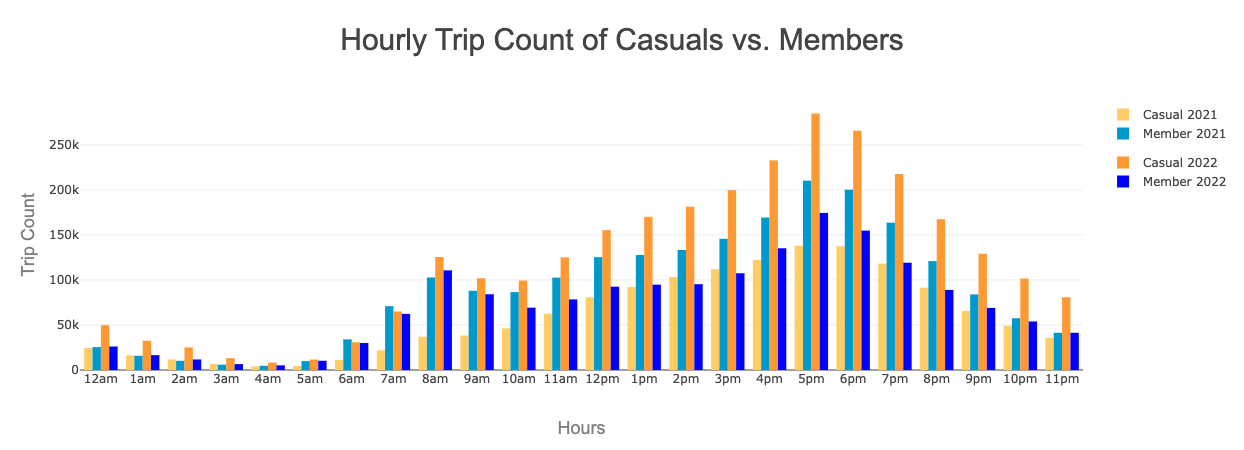 Hourly Trip Count of Casuals vs. Members
Casual 2021
Member 2021
Casual 2022
Member 2022
Trip Count
250k
200k
150k
100k
50k
0
12am 1am 2am 3am 4am 5am 6am 7am 8am 9am 10am 11am 12pm 1pm 2pm 3pm 4pm 5pm 6pm 7pm 8pm 9pm 10pm 11pm
Hours